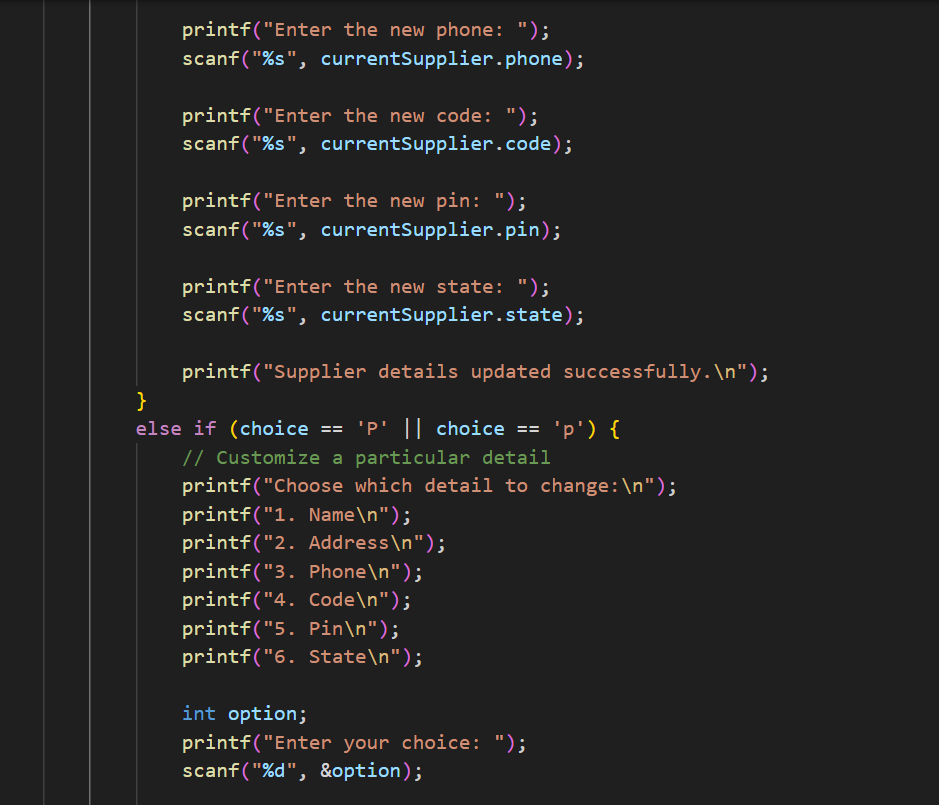 printf("Enter the new phone: ");
scanf("%s", currentSupplier.phone);
printf("Enter the new code: ");
scanf("%s", currentSupplier.code);
printf("Enter the new pin: ");
scanf("%s", currentSupplier.pin);
printf("Enter the new state: ");
scanf("%s", currentSupplier.state);
printf("Supplier details updated successfully.\n");
}
else if (choice == 'P' || choice == 'p') {
// Customize a particular detail
printf("Choose which detail to change:\n");
printf("1. Name\n");
printf("2. Address\n");
printf("3. Phone\n");
printf("4. Code\n");
printf("5. Pin\n");
printf("6. State\n");
int option;
printf("Enter your choice: ");
scanf("%d", &option);